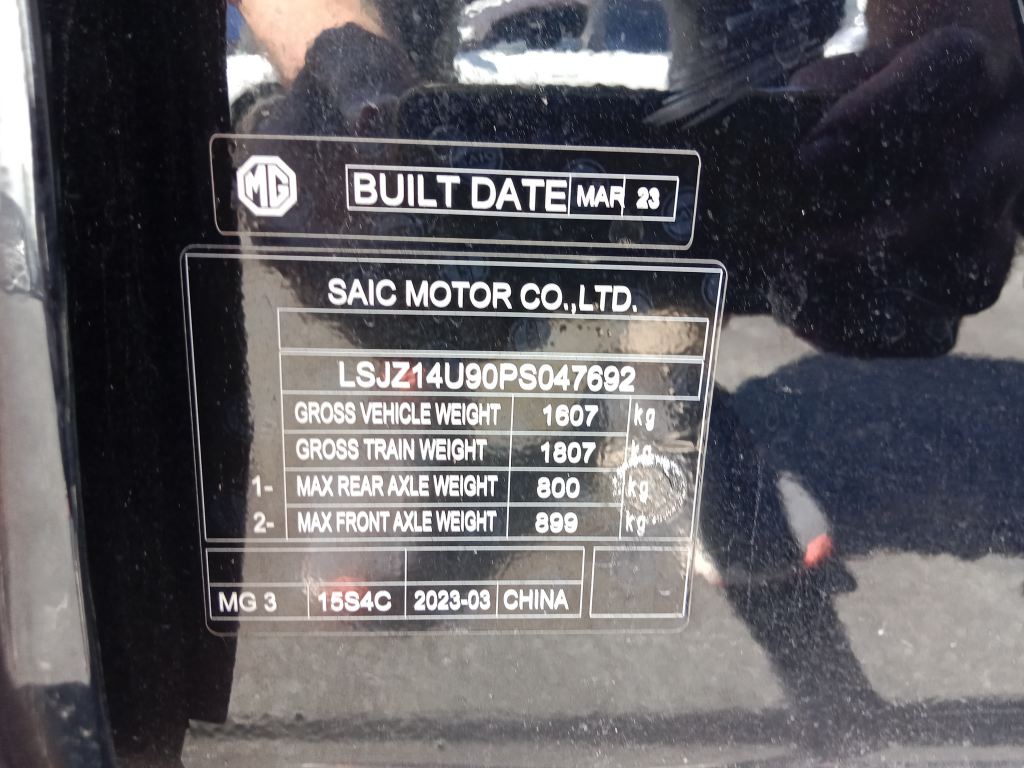 MG BUILT DATE MAR 23
SAIC MOTOR CO.,LTD.
LSJZ14U90PS047692
GROSS VEHICLE WEIGHT 1607 kg
GROSS TRAIN WEIGHT 1807 kg
1- MAX REAR AXLE WEIGHT 800 kg
2- MAX FRONT AXLE WEIGHT 899 kg
MG 3 15S4C 2023-03 CHINA